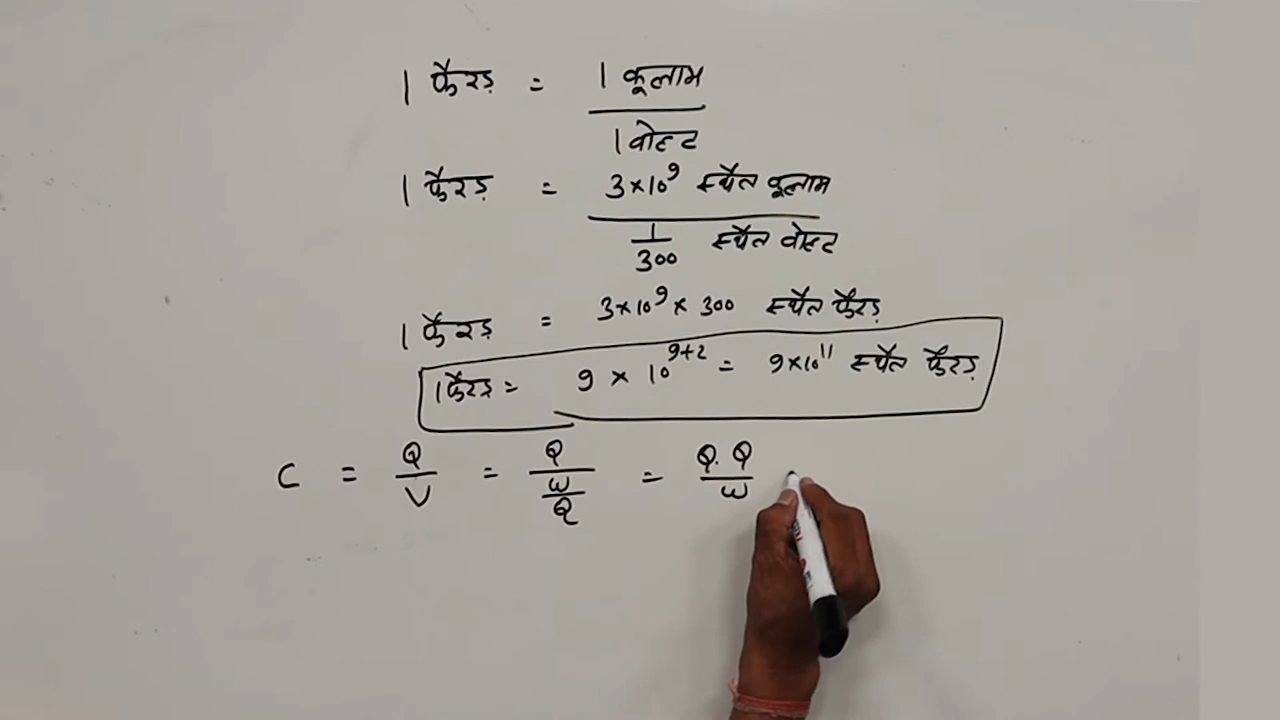 1 फैरड़ = 1 कूलाम
1 वोल्ट
1 फैरड़ = 3×10⁹ स्थैत कूलाम
1/300 स्थैत वोल्ट
1 फैरड़ = 3×10⁹ × 300 स्थैत फैरड़
1 फैरड़ = 9 × 10⁹⁺² = 9×10¹¹ स्थैत फैरड़
C = Q/V = Q/(W/Q) = Q.Q/W